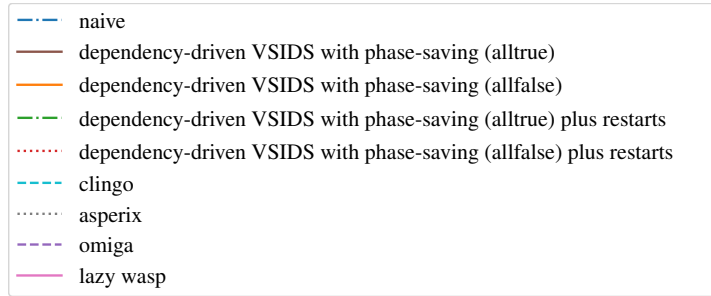 naive
dependency-driven VSIDS with phase-saving (alltrue)
dependency-driven VSIDS with phase-saving (allfalse)
dependency-driven VSIDS with phase-saving (alltrue) plus restarts
dependency-driven VSIDS with phase-saving (allfalse) plus restarts
clingo
asperix
omiga
lazy wasp